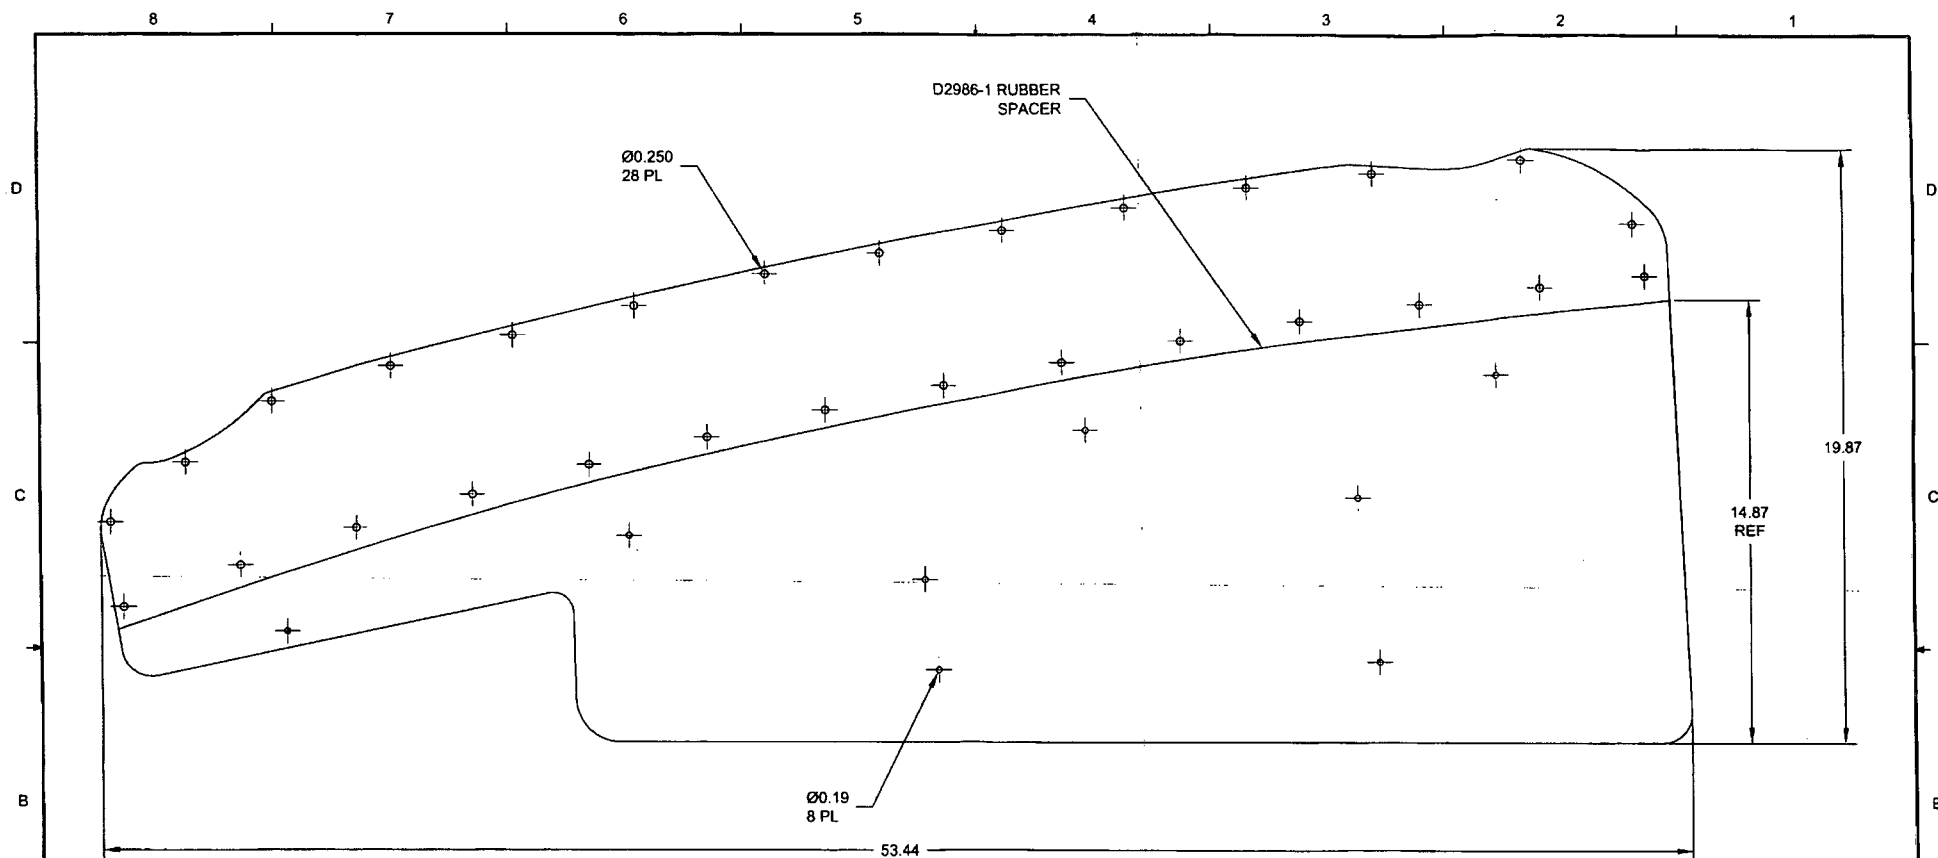 8 7 6 5 4 3 2 1
D2986-1 RUBBER
SPACER
Ø0.250
28 PL
D
D
19.87
C
C
14.87
REF
Ø0.19
8 PL
B
53.44